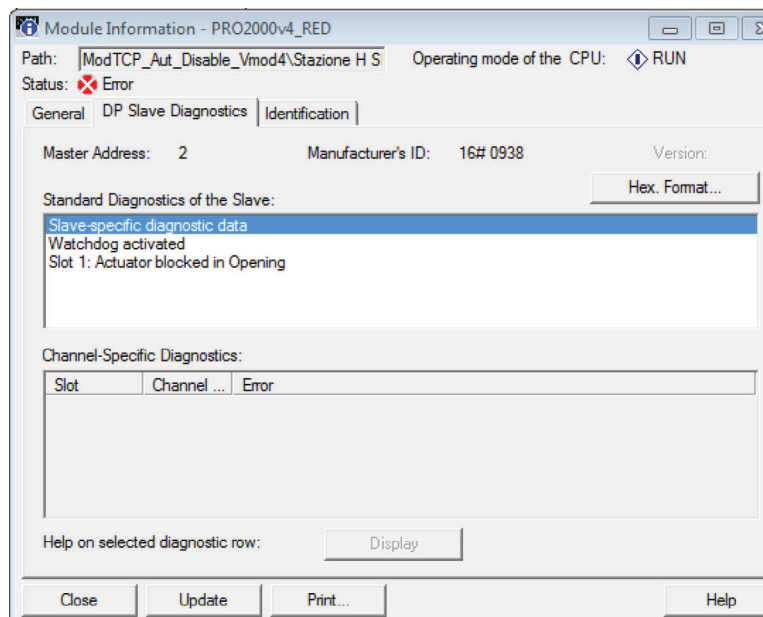 Module Information - PRO2000v4_RED
Path: ModTCP_Aut_Disable_Vmod4\Stazione H S Operating mode of the CPU: RUN
Status: Error
General DP Slave Diagnostics Identification
Master Address: 2 Manufacturer's ID: 16# 0938 Version:
Hex. Format...
Standard Diagnostics of the Slave:
Slave-specific diagnostic data
Watchdog activated
Slot 1: Actuator blocked in Opening
Channel-Specific Diagnostics:
Slot Channel ... Error
Help on selected diagnostic row: Display
Close Update Print... Help